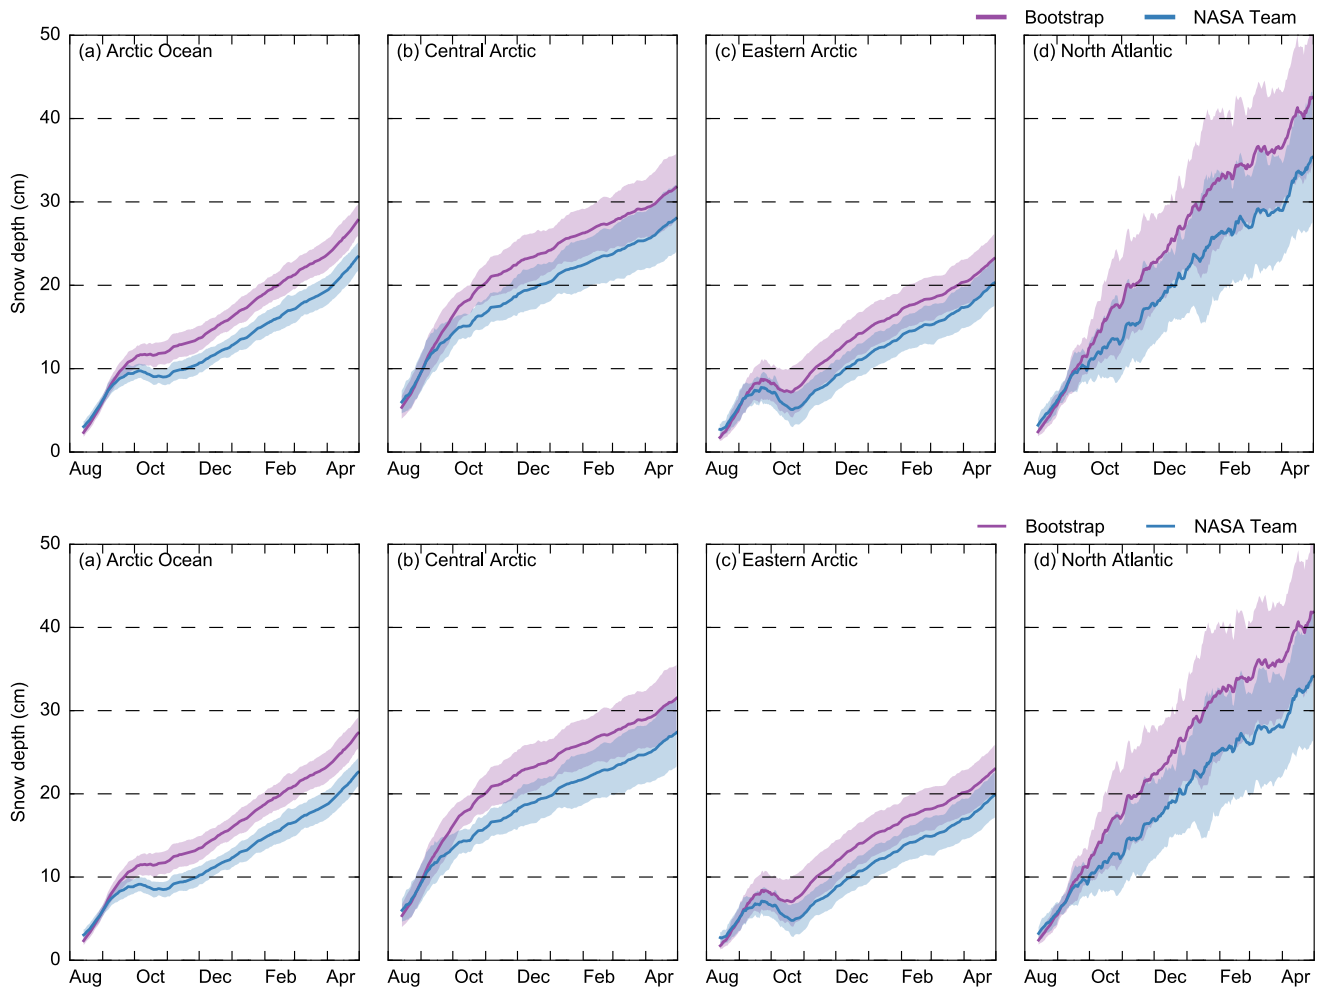 Bootstrap NASA Team
(a) Arctic Ocean (b) Central Arctic (c) Eastern Arctic (d) North Atlantic
50
40
30
20
10
0
Snow depth (cm)
Aug Oct Dec Feb Apr Aug Oct Dec Feb Apr Aug Oct Dec Feb Apr Aug Oct Dec Feb Apr
Bootstrap NASA Team
(a) Arctic Ocean (b) Central Arctic (c) Eastern Arctic (d) North Atlantic
50
40
30
20
10
0
Snow depth (cm)
Aug Oct Dec Feb Apr Aug Oct Dec Feb Apr Aug Oct Dec Feb Apr Aug Oct Dec Feb Apr